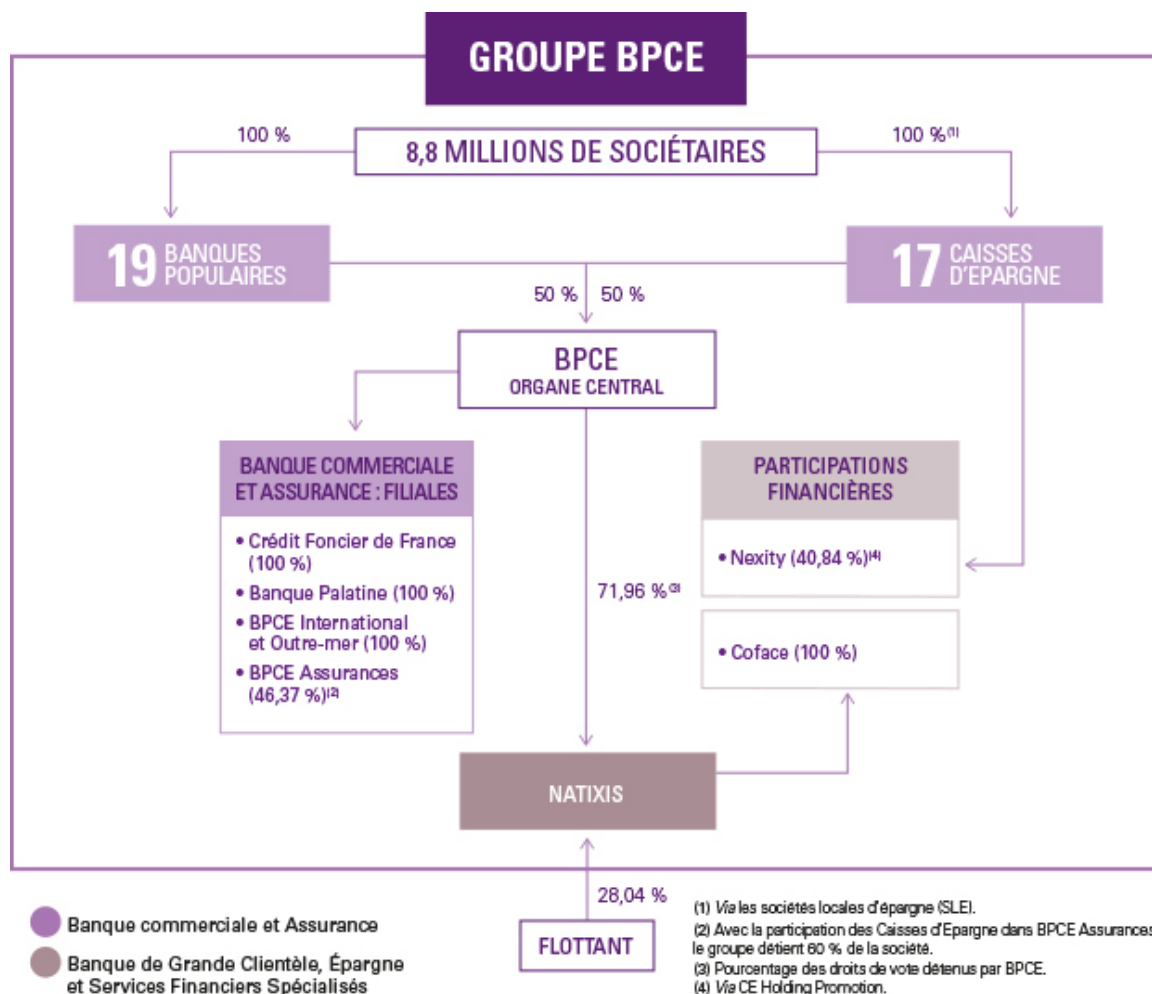 GROUPE BPCE
100 %
8,8 MILLIONS DE SOCIÉTAIRES
100 %(1)
19 BANQUES
POPULAIRES
17 CAISSES
D'EPARGNE
50 %
50 %
BPCE
ORGANE CENTRAL
BANQUE COMMERCIALE
ET ASSURANCE : FILIALES
• Crédit Foncier de France
(100 %)
• Banque Palatine (100 %)
• BPCE International
et Outre-mer (100 %)
• BPCE Assurances
(46,37 %)(2)
71,96 %(3)
PARTICIPATIONS
FINANCIÈRES
• Nexity (40,84 %)(4)
• Coface (100 %)
NATIXIS
28,04 %
FLOTTANT
Banque commerciale et Assurance
Banque de Grande Clientèle, Épargne
et Services Financiers Spécialisés
(1) Via les sociétés locales d'épargne (SLE).
(2) Avec la participation des Caisses d'Epargne dans BPCE Assurances
le groupe détient 60 % de la société.
(3) Pourcentage des droits de vote détenus par BPCE.
(4) Via CE Holding Promotion.